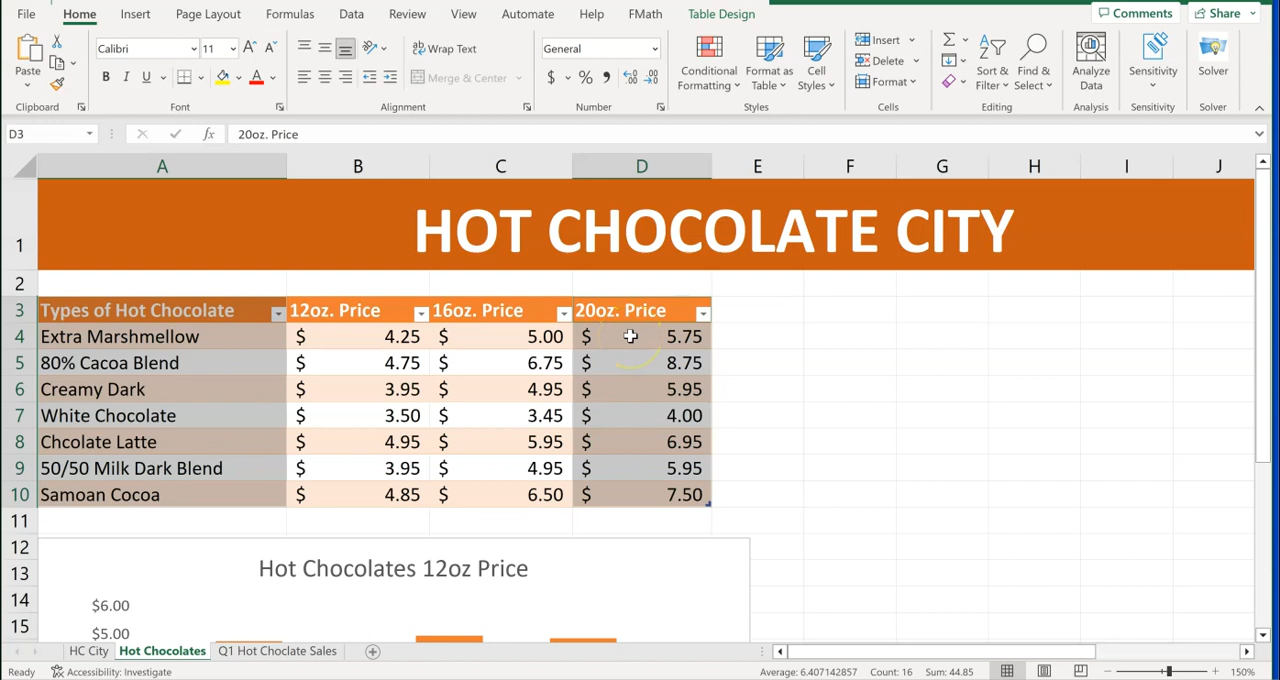 File Home Insert Page Layout Formulas Data Review View Automate Help FMath Table Design Comments Share
Paste Calibri 11 A A Wrap Text General Insert Σ
B I U A Merge & Center $ % 9 Conditional Formatting Format as Table Cell Styles Delete Format Sort & Filter Find & Select Analyze Data Sensitivity Solver
Clipboard Font Alignment Number Styles Cells Editing Analysis Sensitivity Solver
D3 fx 20oz. Price
A B C D E F G H I J
1 HOT CHOCOLATE CITY
2
3 Types of Hot Chocolate 12oz. Price 16oz. Price 20oz. Price
4 Extra Marshmellow $ 4.25 $ 5.00 $ 5.75
5 80% Cacoa Blend $ 4.75 $ 6.75 $ 8.75
6 Creamy Dark $ 3.95 $ 4.95 $ 5.95
7 White Chocolate $ 3.50 $ 3.45 $ 4.00
8 Chcolate Latte $ 4.95 $ 5.95 $ 6.95
9 50/50 Milk Dark Blend $ 3.95 $ 4.95 $ 5.95
10 Samoan Cocoa $ 4.85 $ 6.50 $ 7.50
11
12
13 Hot Chocolates 12oz Price
14 $6.00
15 $5.00
HC City Hot Chocolates Q1 Hot Choclate Sales
Ready Accessibility: Investigate Average: 6.407142857 Count: 16 Sum: 44.85 150%